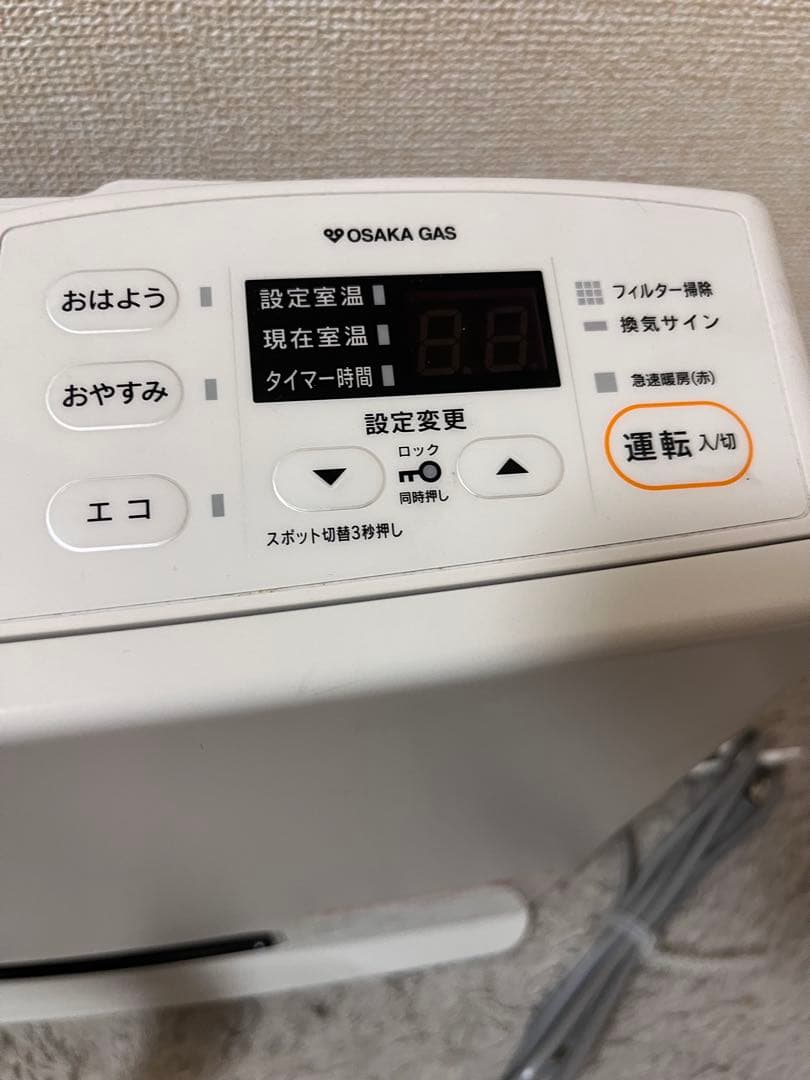 OSAKA GAS
おはよう
おやすみ
エコ
設定室温
現在室温
タイマー時間
設定変更
▼
ロック
同時押し
▲
スポット切替3秒押し
フィルター掃除
換気サイン
急速暖房(赤)
運転 入/切